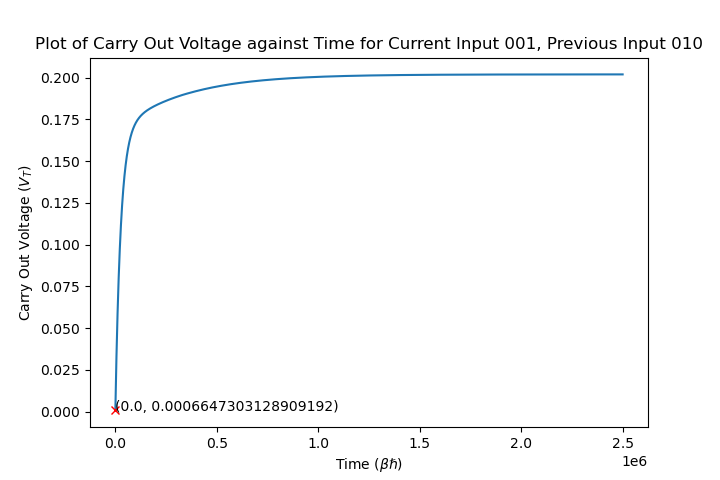 Plot of Carry Out Voltage against Time for Current Input 001, Previous Input 010
Carry Out Voltage (V_T)
0.200
0.175
0.150
0.125
0.100
0.075
0.050
0.025
0.000
(0.0, 0.0006647303128909192)
0.0 0.5 1.0 1.5 2.0 2.5
1e6
Time (βℏ)